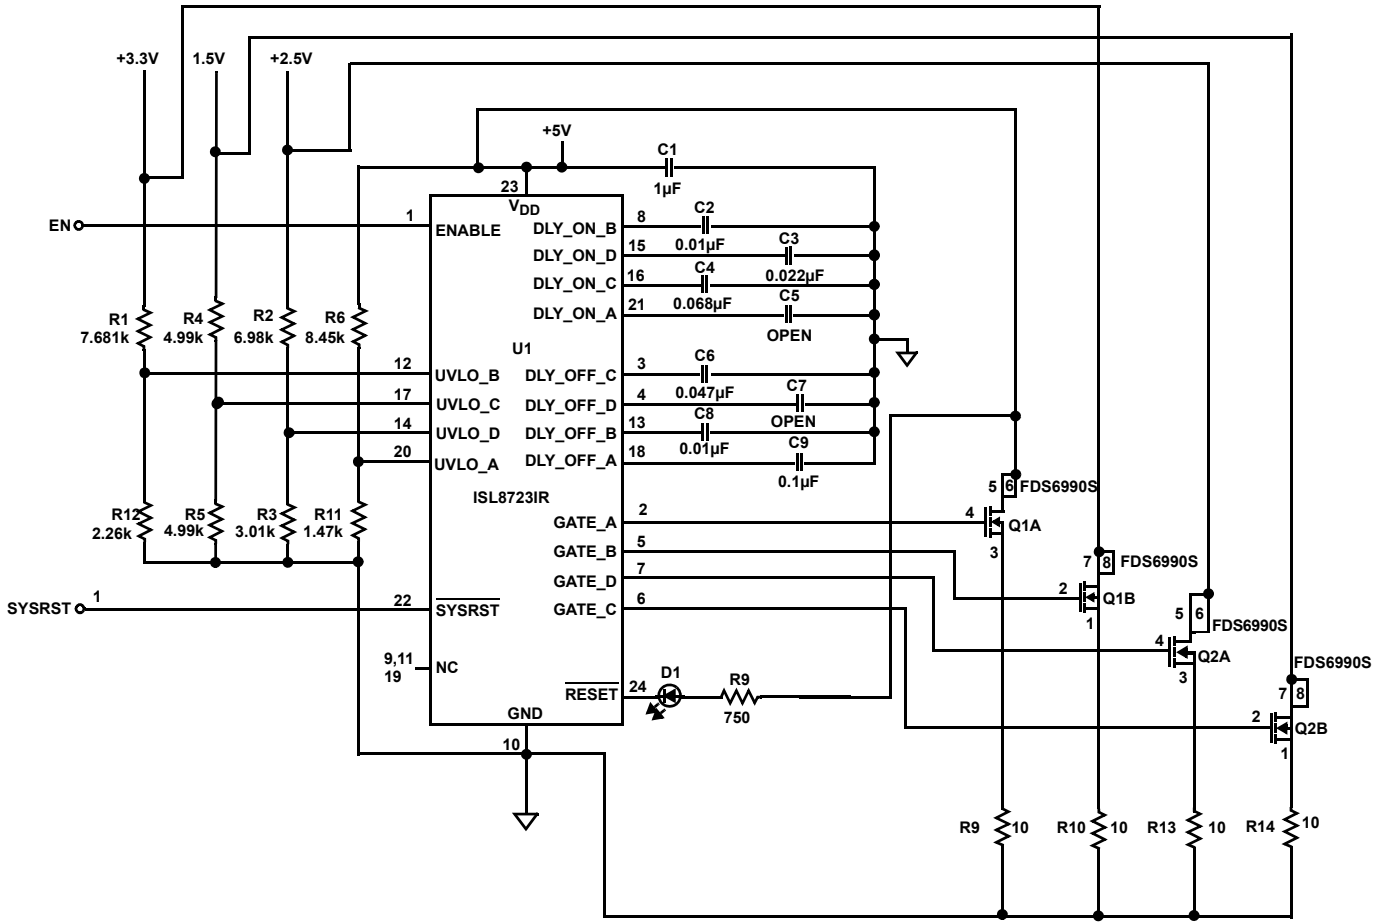 +3.3V
1.5V
+2.5V
+5V
C1
1µF
23
VDD
EN
1
ENABLE
DLY_ON_B
8
C2
0.01µF
DLY_ON_D
15
C3
0.022µF
DLY_ON_C
16
C4
0.068µF
DLY_ON_A
21
C5
OPEN
R1
7.681k
R4
4.99k
R2
6.98k
R6
8.45k
U1
12
UVLO_B
DLY_OFF_C
3
C6
0.047µF
17
UVLO_C
DLY_OFF_D
4
C7
OPEN
14
UVLO_D
DLY_OFF_B
13
C8
0.01µF
20
UVLO_A
DLY_OFF_A
18
C9
0.1µF
ISL8723IR
R12
2.26k
R5
4.99k
R3
3.01k
R11
1.47k
GATE_A
2
GATE_B
5
GATE_D
7
GATE_C
6
5
6
FDS6990S
4
Q1A
3
7
8
FDS6990S
2
Q1B
1
5
6
FDS6990S
4
Q2A
3
FDS6990S
7
8
2
Q2B
1
SYSRST
1
22
SYSRST
9,11
19
NC
RESET
24
D1
R9
750
GND
10
R9
10
R10
10
R13
10
R14
10